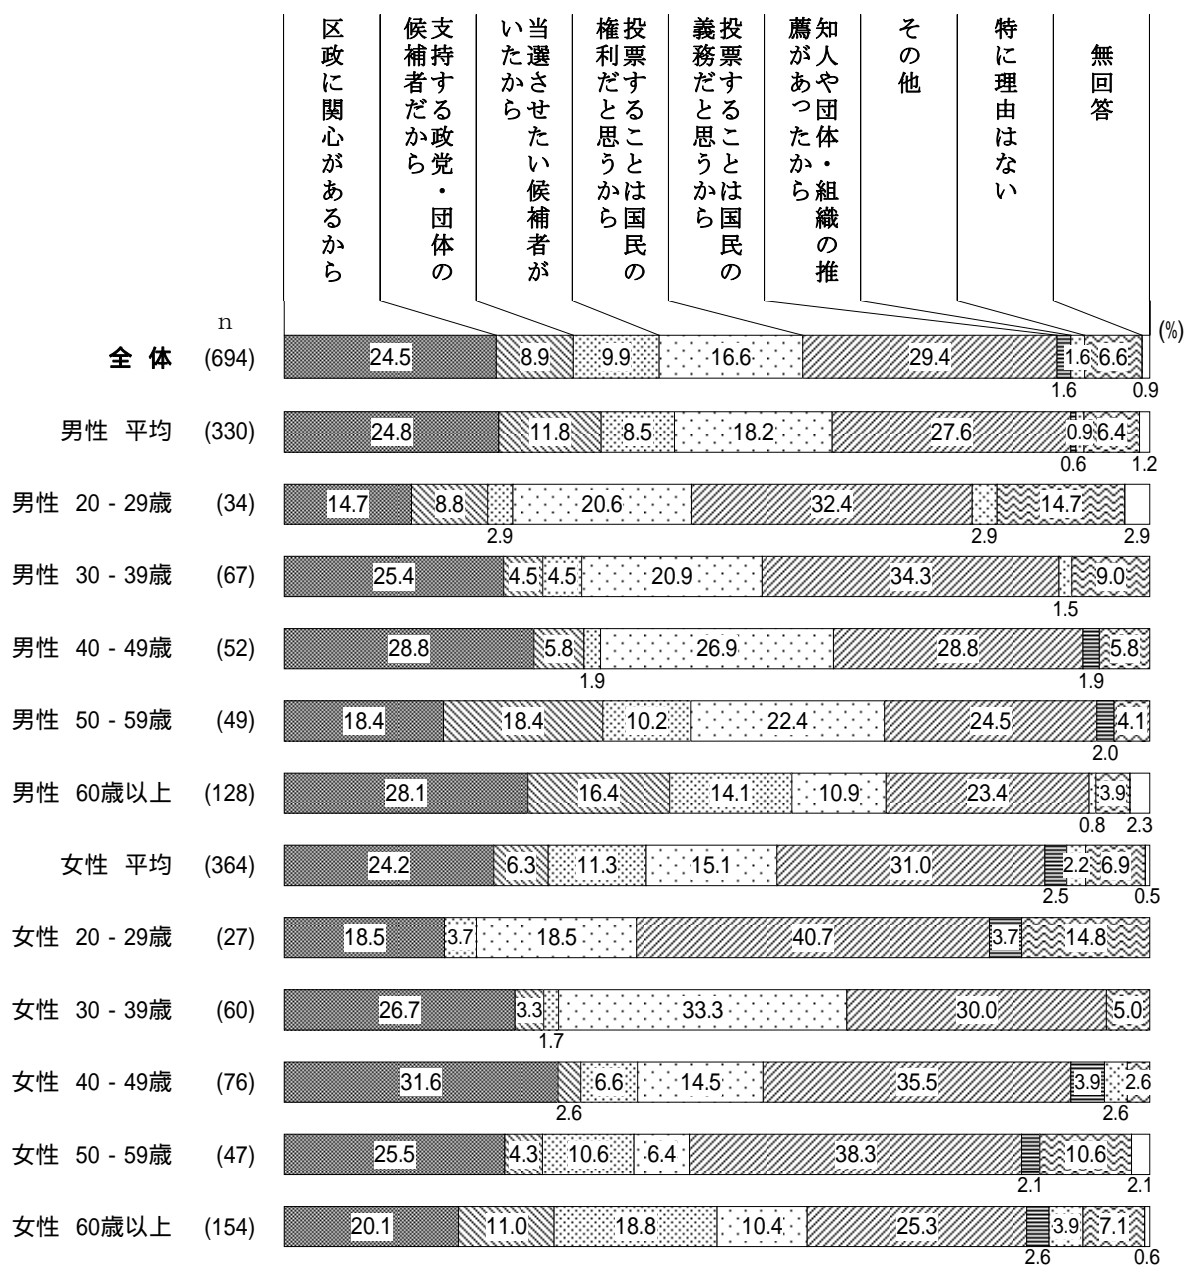 区政に関心があるから
支持する政党・団体の
候補者だから
当選させたい候補者が
いたから
投票することは国民の
権利だと思うから
投票することは国民の
義務だと思うから
知人や団体・組織の推
薦があったから
その他
特に理由はない
無回答
(%)
n
全 体 (694) 24.5 8.9 9.9 16.6 29.4 1.6 6.6
1.6 0.9
男性 平均 (330) 24.8 11.8 8.5 18.2 27.6 0.9 6.4
0.6 1.2
男性 20 - 29歳 (34) 14.7 8.8 20.6 32.4 14.7
2.9 2.9 2.9
男性 30 - 39歳 (67) 25.4 4.5 4.5 20.9 34.3 9.0
1.5
男性 40 - 49歳 (52) 28.8 5.8 26.9 28.8 5.8
1.9 1.9
男性 50 - 59歳 (49) 18.4 18.4 10.2 22.4 24.5 4.1
2.0
男性 60歳以上 (128) 28.1 16.4 14.1 10.9 23.4 3.9
0.8 2.3
女性 平均 (364) 24.2 6.3 11.3 15.1 31.0 2.2 6.9
2.5 0.5
女性 20 - 29歳 (27) 18.5 3.7 18.5 40.7 3.7 14.8
女性 30 - 39歳 (60) 26.7 3.3 33.3 30.0 5.0
1.7
女性 40 - 49歳 (76) 31.6 6.6 14.5 35.5 3.9 2.6
2.6 2.6
女性 50 - 59歳 (47) 25.5 4.3 10.6 6.4 38.3 10.6
2.1 2.1
女性 60歳以上 (154) 20.1 11.0 18.8 10.4 25.3 3.9 7.1
2.6 0.6